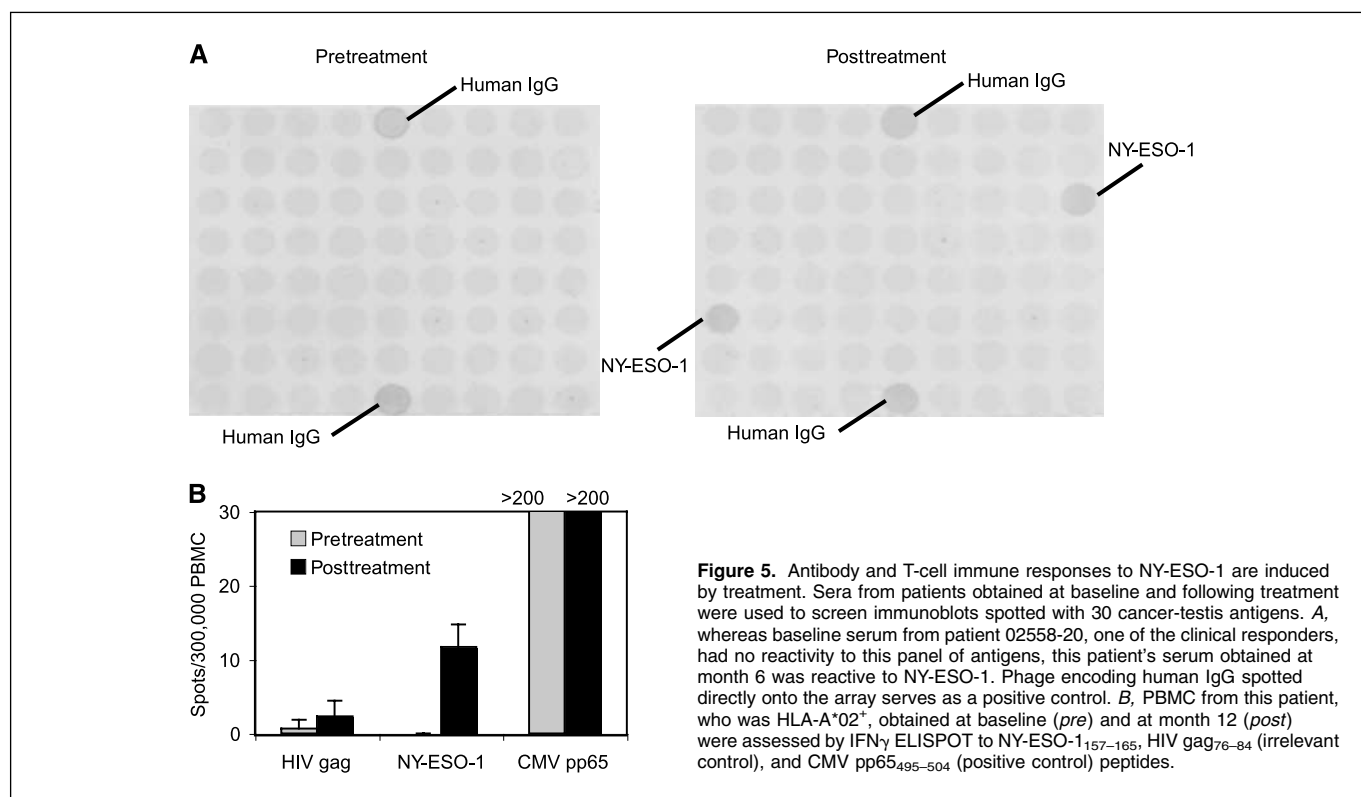 A
Pretreatment
Human IgG
Human IgG
Posttreatment
Human IgG
NY-ESO-1
NY-ESO-1
Human IgG
B
>200 >200
Spots/300,000 PBMC
30
20
10
0
Pretreatment
Posttreatment
HIV gag
NY-ESO-1
CMV pp65
Figure 5. Antibody and T-cell immune responses to NY-ESO-1 are induced
by treatment. Sera from patients obtained at baseline and following treatment
were used to screen immunoblots spotted with 30 cancer-testis antigens. A,
whereas baseline serum from patient 02558-20, one of the clinical responders,
had no reactivity to this panel of antigens, this patient's serum obtained at
month 6 was reactive to NY-ESO-1. Phage encoding human IgG spotted
directly onto the array serves as a positive control. B, PBMC from this patient,
who was HLA-A*02⁺, obtained at baseline (pre) and at month 12 (post)
were assessed by IFNγ ELISPOT to NY-ESO-1₁₅₇₋₁₆₅, HIV gag₇₆₋₈₄ (irrelevant
control), and CMV pp65₄₉₅₋₅₀₄ (positive control) peptides.